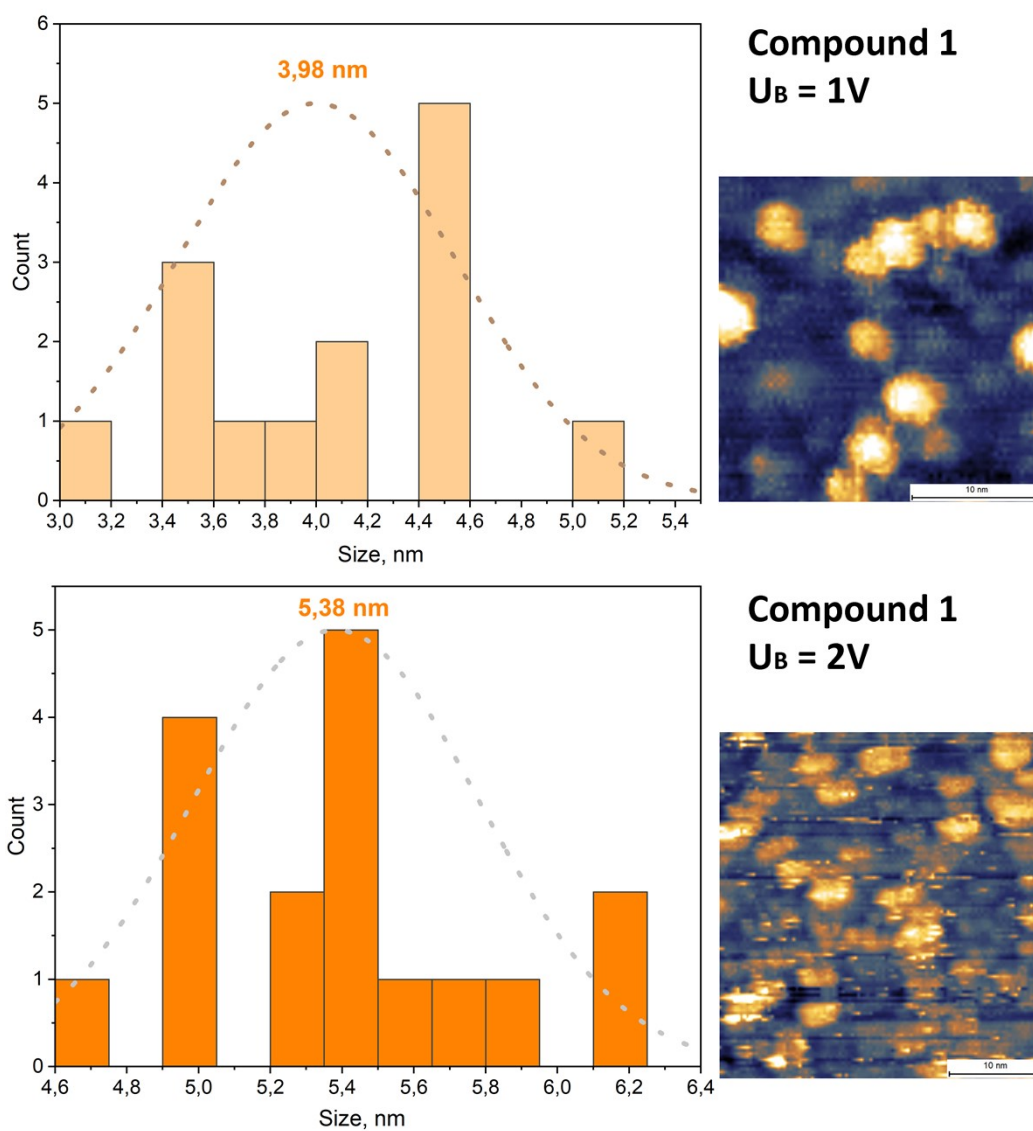 6
5
4
3
2
1
0
Count
3,98 nm
3,0 3,2 3,4 3,6 3,8 4,0 4,2 4,4 4,6 4,8 5,0 5,2 5,4
Size, nm
Compound 1
UB = 1V
10 nm
5
4
3
2
1
0
Count
5,38 nm
4,6 4,8 5,0 5,2 5,4 5,6 5,8 6,0 6,2 6,4
Size, nm
Compound 1
UB = 2V
10 nm